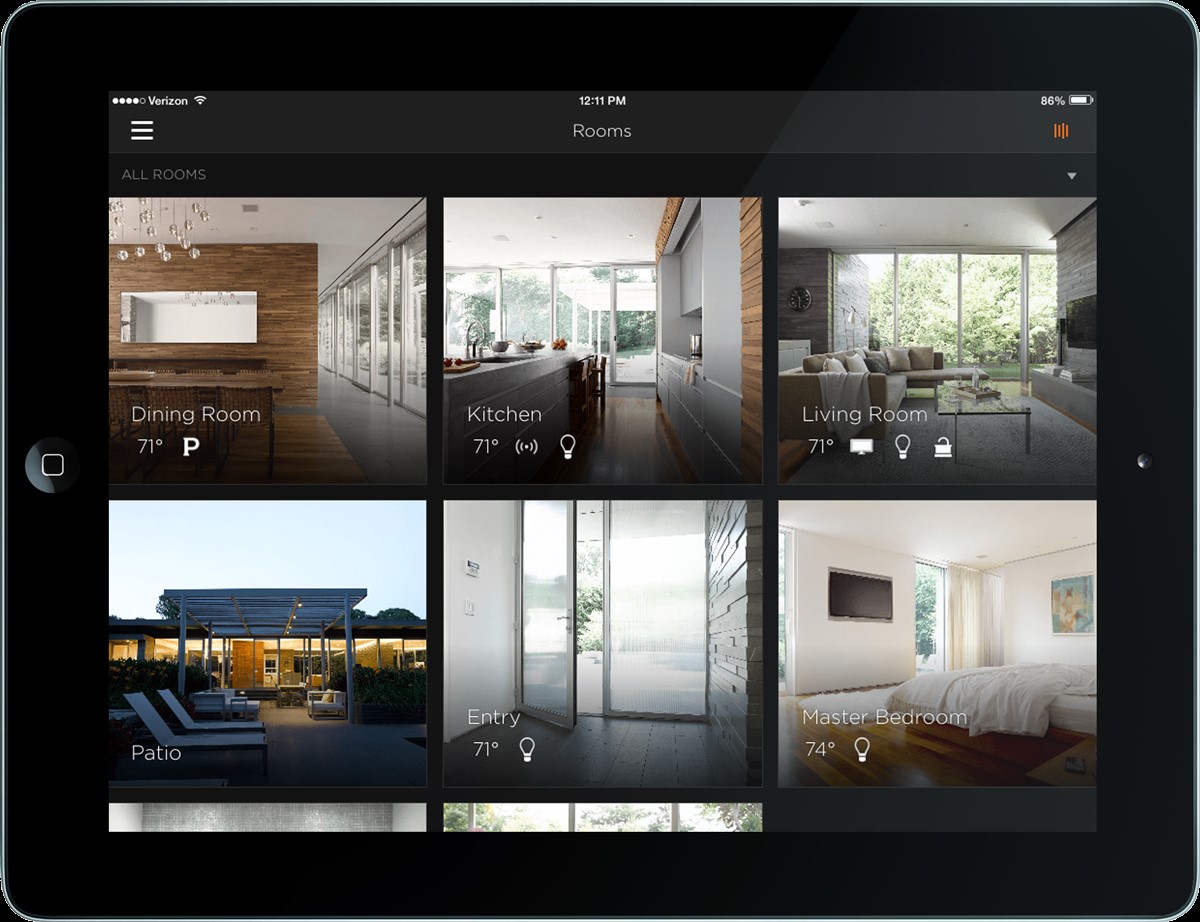 Verizon
12:11 PM
86%
Rooms
ALL ROOMS
Dining Room
71° P
Kitchen
71°
Living Room
71°
Patio
Entry
71°
Master Bedroom
74°